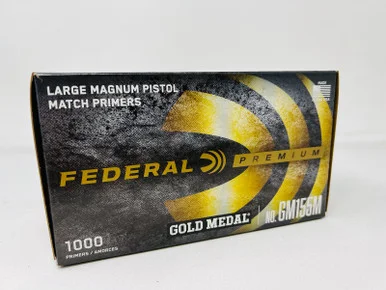 LARGE MAGNUM PISTOL
MATCH PRIMERS
FEDERAL PREMIUM
GOLD MEDAL
NO. GM155M
1000
PRIMERS / AMORCES